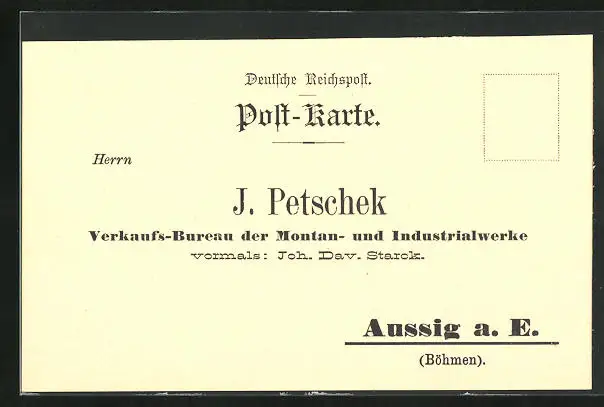 Deutsche Reichspost.
Post-Karte.
Herrn
J. Petschek
Verkaufs-Bureau der Montan- und Industrialwerke
vormals: Joh. Dav. Starck.
Aussig a. E.
(Böhmen).